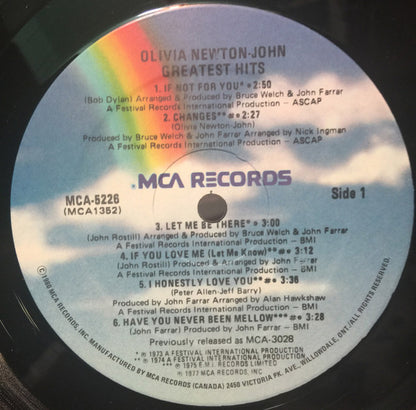 OLIVIA NEWTON-JOHN
GREATEST HITS
1. IF NOT FOR YOU* • 2:50
(Bob Dylan) Arranged & Produced by Bruce Welch & John Farrar
A Festival Records International Production – ASCAP
2. CHANGES**• 2:27
(Olivia Newton-John)
Produced by Bruce Welch & John Farrar Arranged by Nick Ingman
A Festival Records International Production – ASCAP
MCA RECORDS
MCA-5226
(MCA1352)
Side 1
3. LET ME BE THERE* • 3:00
(John Rostill) Arranged & Produced by Bruce Welch & John Farrar
A Festival Records International Production – BMI
4. IF YOU LOVE ME (Let Me Know)**#• 3:12
(John Rostill) Produced by John Farrar
A Festival Records International Production – BMI
5. I HONESTLY LOVE YOU**#• 3:36
(Peter Allen-Jeff Barry)
Produced by John Farrar Arranged by Alan Hawkshaw
A Festival Records International Production – BMI
6. HAVE YOU NEVER BEEN MELLOW***#• 3:28
(John Farrar) Produced by John Farrar – BMI
Previously released as MCA-3028
* ℗ 1973 A FESTIVAL INTERNATIONAL PRODUCTION
** ℗ 1974 A FESTIVAL INTERNATIONAL PRODUCTION
*** ℗ 1975 E.M.I. RECORDS LIMITED
℗ 1977 MCA RECORDS, INC.
©1980 MCA RECORDS, INC. MANUFACTURED BY MCA RECORDS (CANADA) 2450 VICTORIA PK. AVE., WILLOWDALE, ONT./ALL RIGHTS RESERVED.